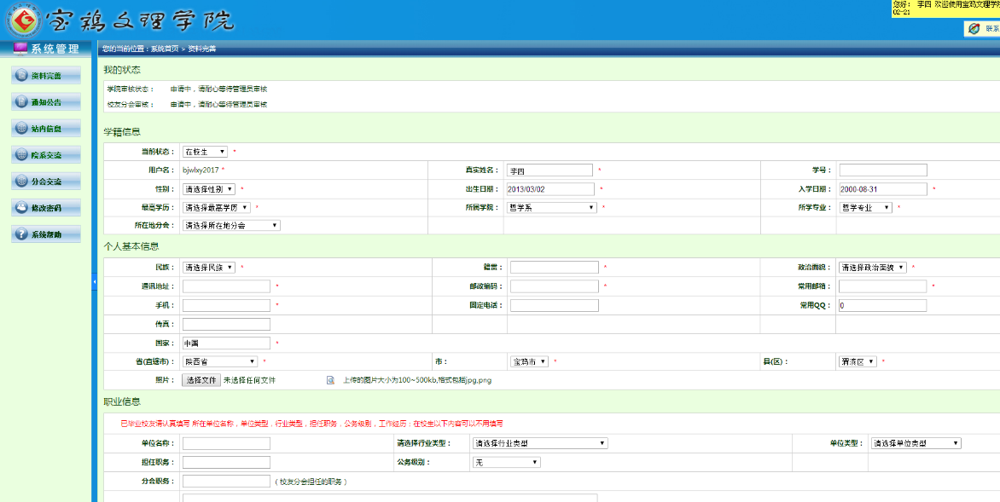 宝鸡文理学院
您好： 李四 欢迎使用宝鸡文理学
02-21
联系
系统管理
您的当前位置：系统首页 > 资料完善
资料完善
通知公告
站内信息
院系交流
分会交流
修改密码
系统帮助
我的状态
学院审核状态： 申请中，请耐心等待管理员审核
校友分会审核： 申请中，请耐心等待管理员审核
学籍信息
当前状态： 在校生 *
用户名： bjwlxy2017 * 真实姓名： 李四 * 学号：
性别： 请选择性别 * 出生日期： 2013/03/02 * 入学日期： 2000-08-31 *
最高学历： 请选择最高学历 * 所属学院： 哲学系 * 所学专业： 哲学专业 *
所在地分会： 请选择所在地分会
个人基本信息
民族： 请选择民族 * 籍贯： * 政治面貌： 请选择政治面貌 *
通讯地址： * 邮政编码： * 常用邮箱： *
手机： * 固定电话： 常用QQ： 0
传真：
国家： 中国 *
省(直辖市)： 陕西省 * 市： 宝鸡市 * 县(区)： 渭滨区 *
照片： 选择文件 未选择任何文件 上传的图片大小为100~500kb,格式包括jpg,png
职业信息
已毕业校友请认真填写 所在单位名称，单位类型，行业类型，担任职务，公务级别，工作经历；在校生以下内容可以不用填写
单位名称： 请选择行业类型： 请选择行业类型 单位类型： 请选择单位类型
担任职务： 公务级别： 无
分会职务： （校友分会担任的职务）